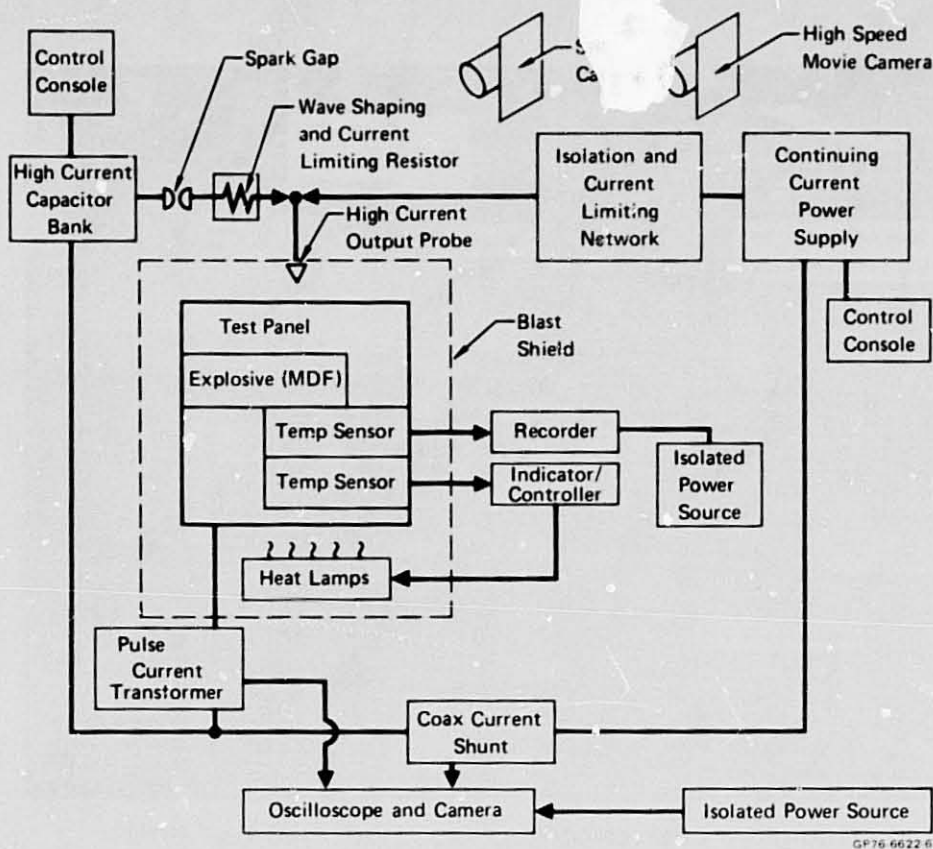 Control
Console
Spark Gap
High Speed
Movie Camera
Wave Shaping
and Current
Limiting Resistor
High Current
Capacitor
Bank
Isolation and
Current
Limiting
Network
Continuing
Current
Power
Supply
High Current
Output Probe
Control
Console
Test Panel
Blast
Shield
Explosive (MDF)
Temp Sensor
Recorder
Temp Sensor
Indicator/
Controller
Isolated
Power
Source
Heat Lamps
Pulse
Current
Transtormer
Coax Current
Shunt
Oscilloscope and Camera
Isolated Power Source
GP76 6622 6